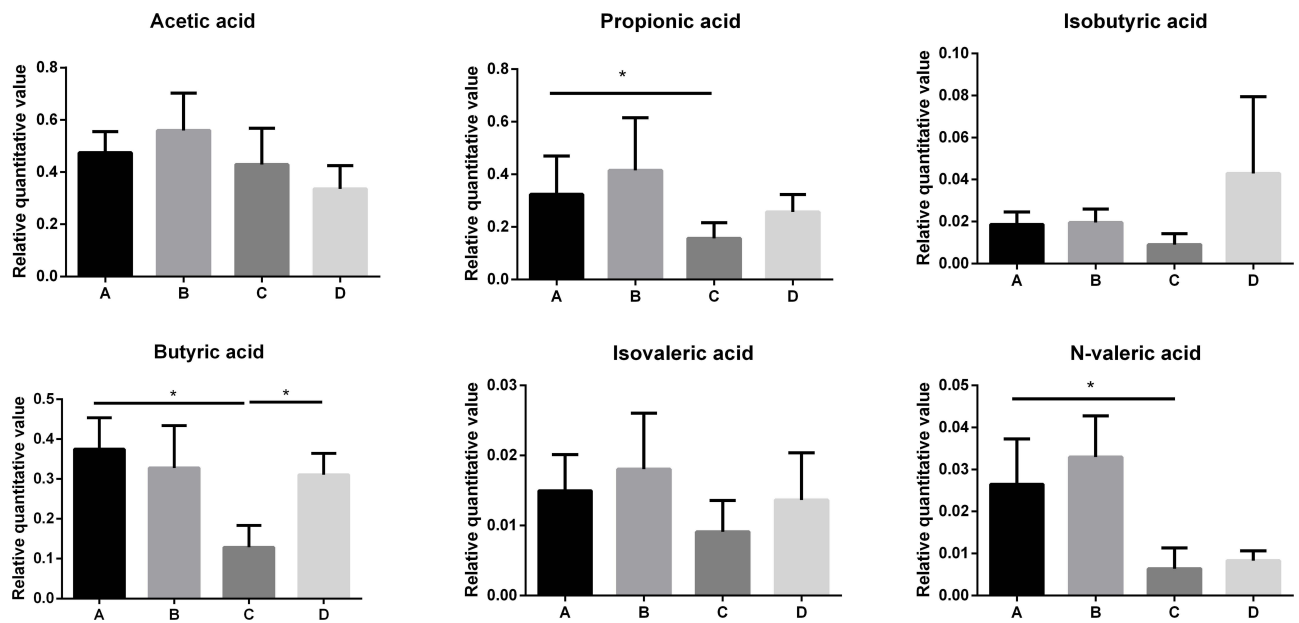 Acetic acid
Relative quantitative value
0.8
0.6
0.4
0.2
0.0
A B C D
Propionic acid
Relative quantitative value
0.8
0.6
0.4
0.2
0.0
*
A B C D
Isobutyric acid
Relative quantitative value
0.10
0.08
0.06
0.04
0.02
0.00
A B C D
Butyric acid
Relative quantitative value
0.5
0.4
0.3
0.2
0.1
0.0
* *
A B C D
Isovaleric acid
Relative quantitative value
0.03
0.02
0.01
0.00
A B C D
N-valeric acid
Relative quantitative value
0.05
0.04
0.03
0.02
0.01
0.00
*
A B C D